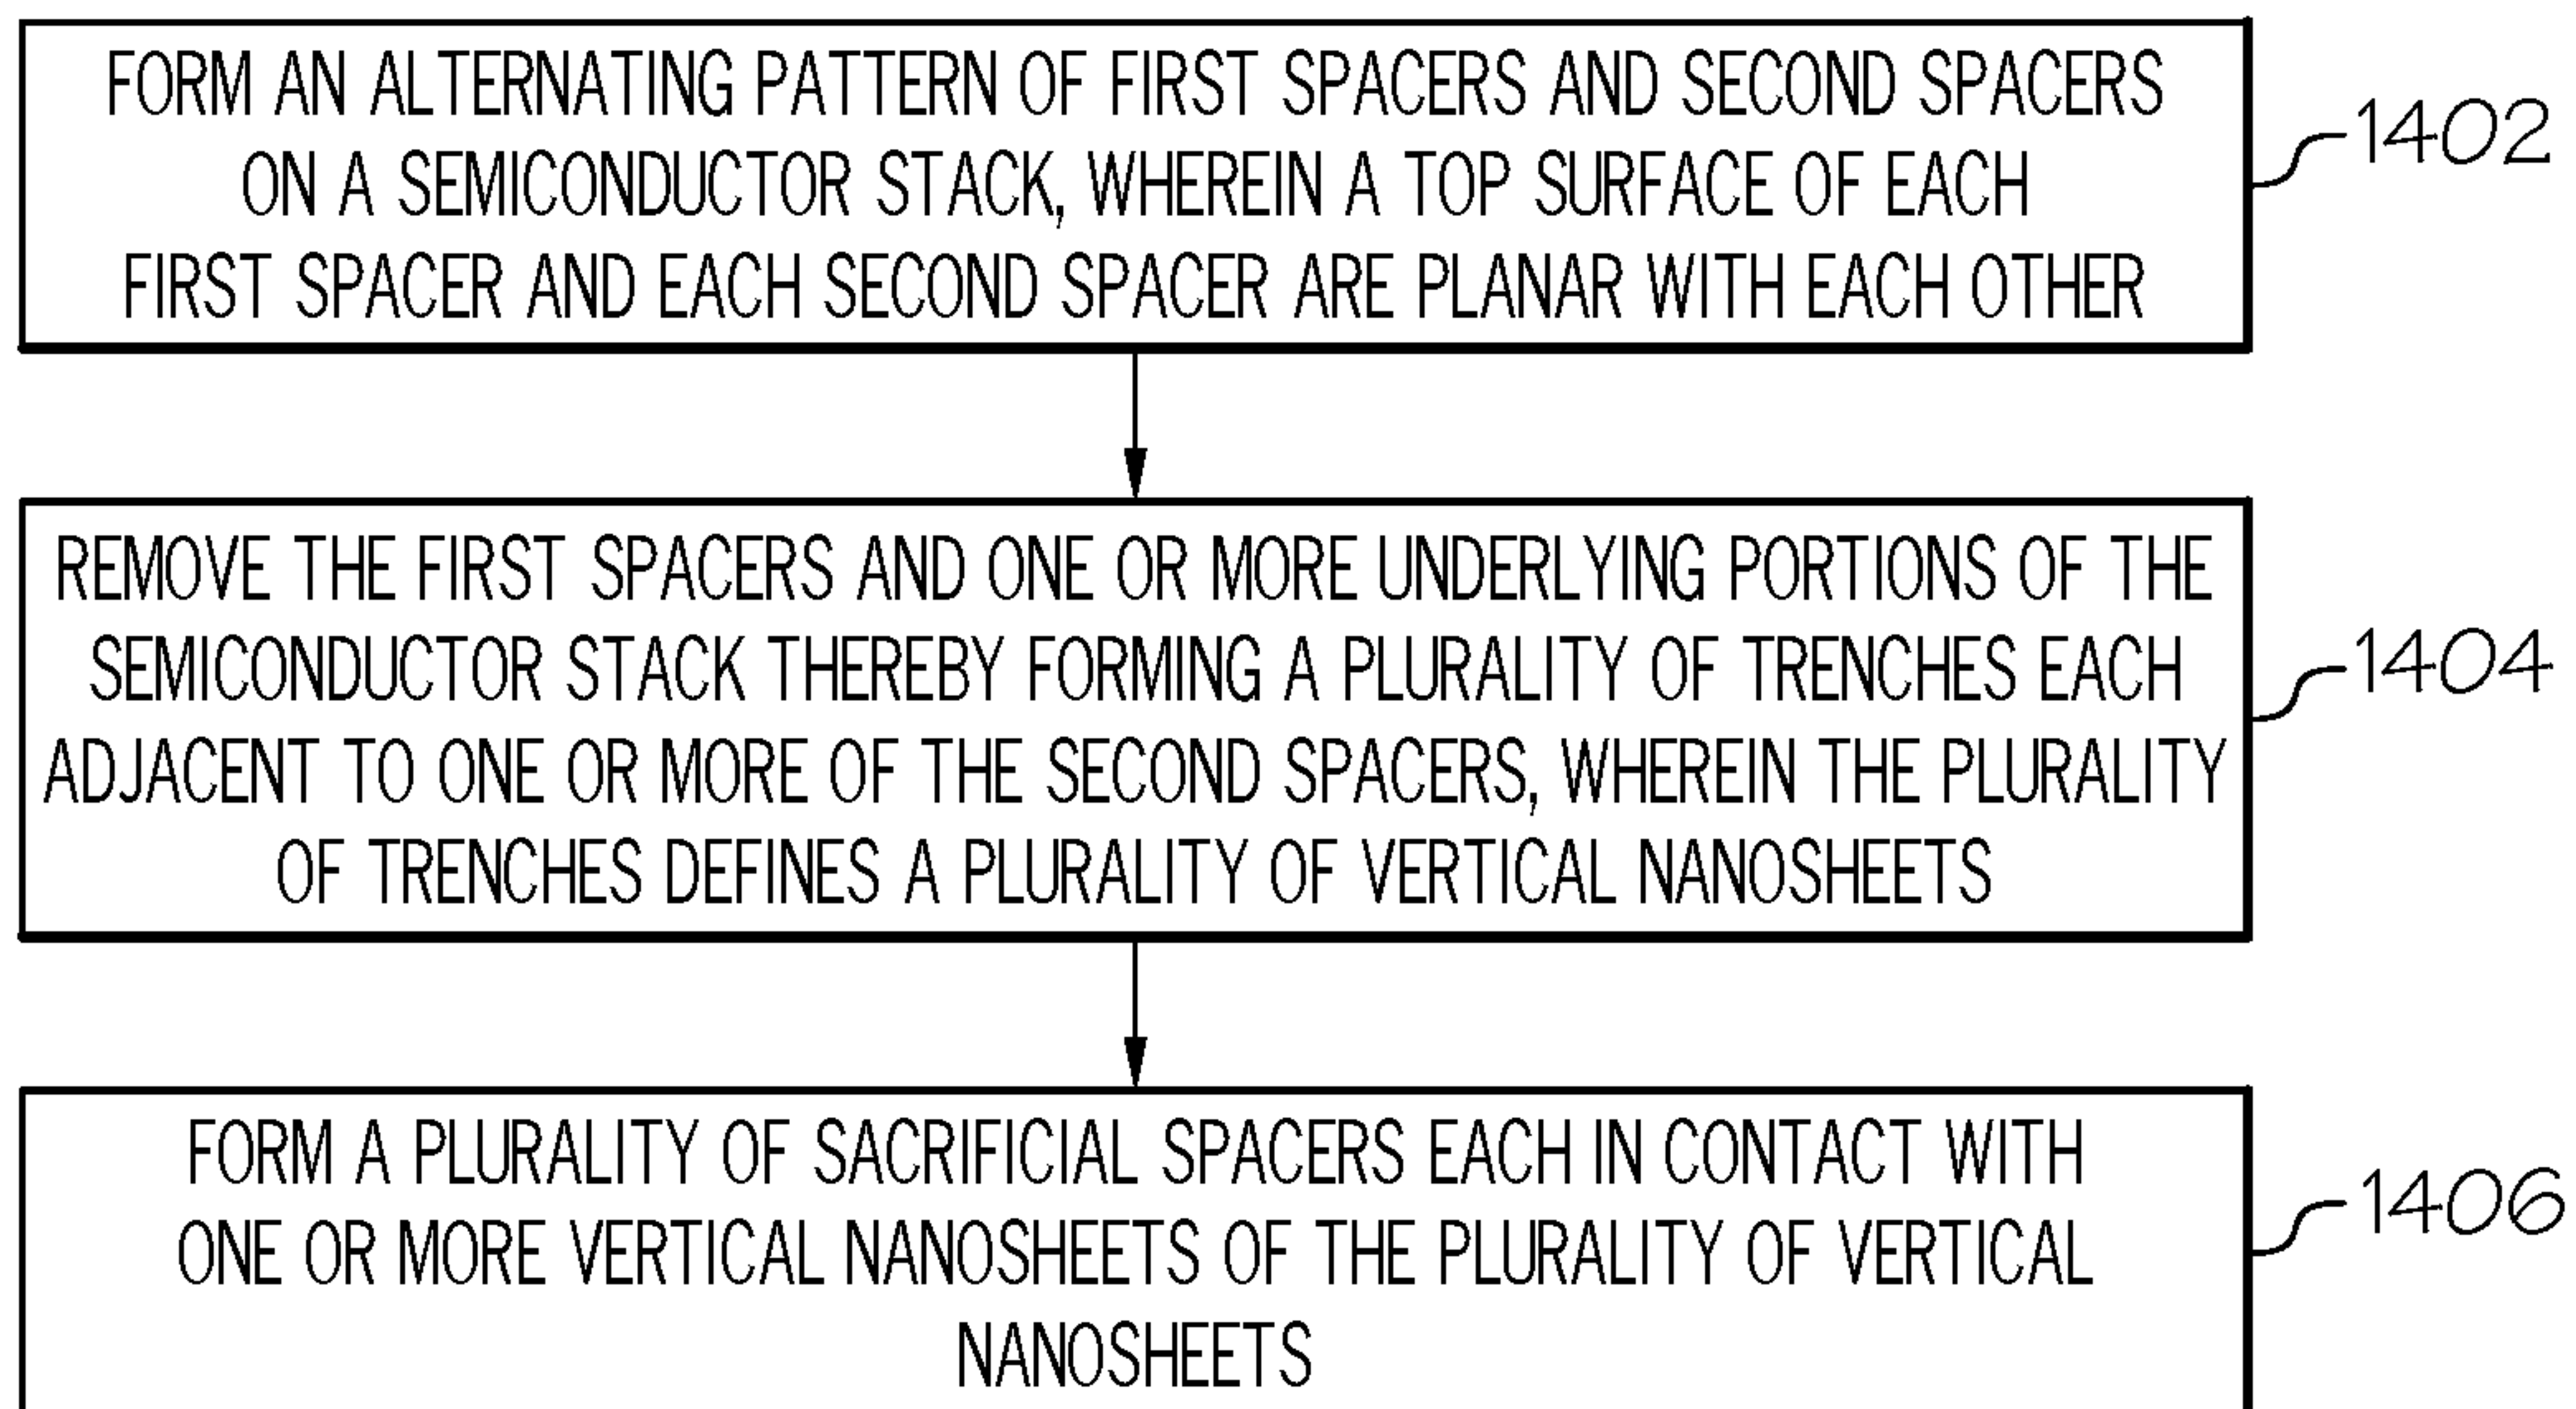 FORM AN ALTERNATING PATTERN OF FIRST SPACERS AND SECOND SPACERS
ON A SEMICONDUCTOR STACK, WHEREIN A TOP SURFACE OF EACH
FIRST SPACER AND EACH SECOND SPACER ARE PLANAR WITH EACH OTHER
1402
REMOVE THE FIRST SPACERS AND ONE OR MORE UNDERLYING PORTIONS OF THE
SEMICONDUCTOR STACK THEREBY FORMING A PLURALITY OF TRENCHES EACH
ADJACENT TO ONE OR MORE OF THE SECOND SPACERS, WHEREIN THE PLURALITY
OF TRENCHES DEFINES A PLURALITY OF VERTICAL NANOSHEETS
1404
FORM A PLURALITY OF SACRIFICIAL SPACERS EACH IN CONTACT WITH
ONE OR MORE VERTICAL NANOSHEETS OF THE PLURALITY OF VERTICAL
NANOSHEETS
1406